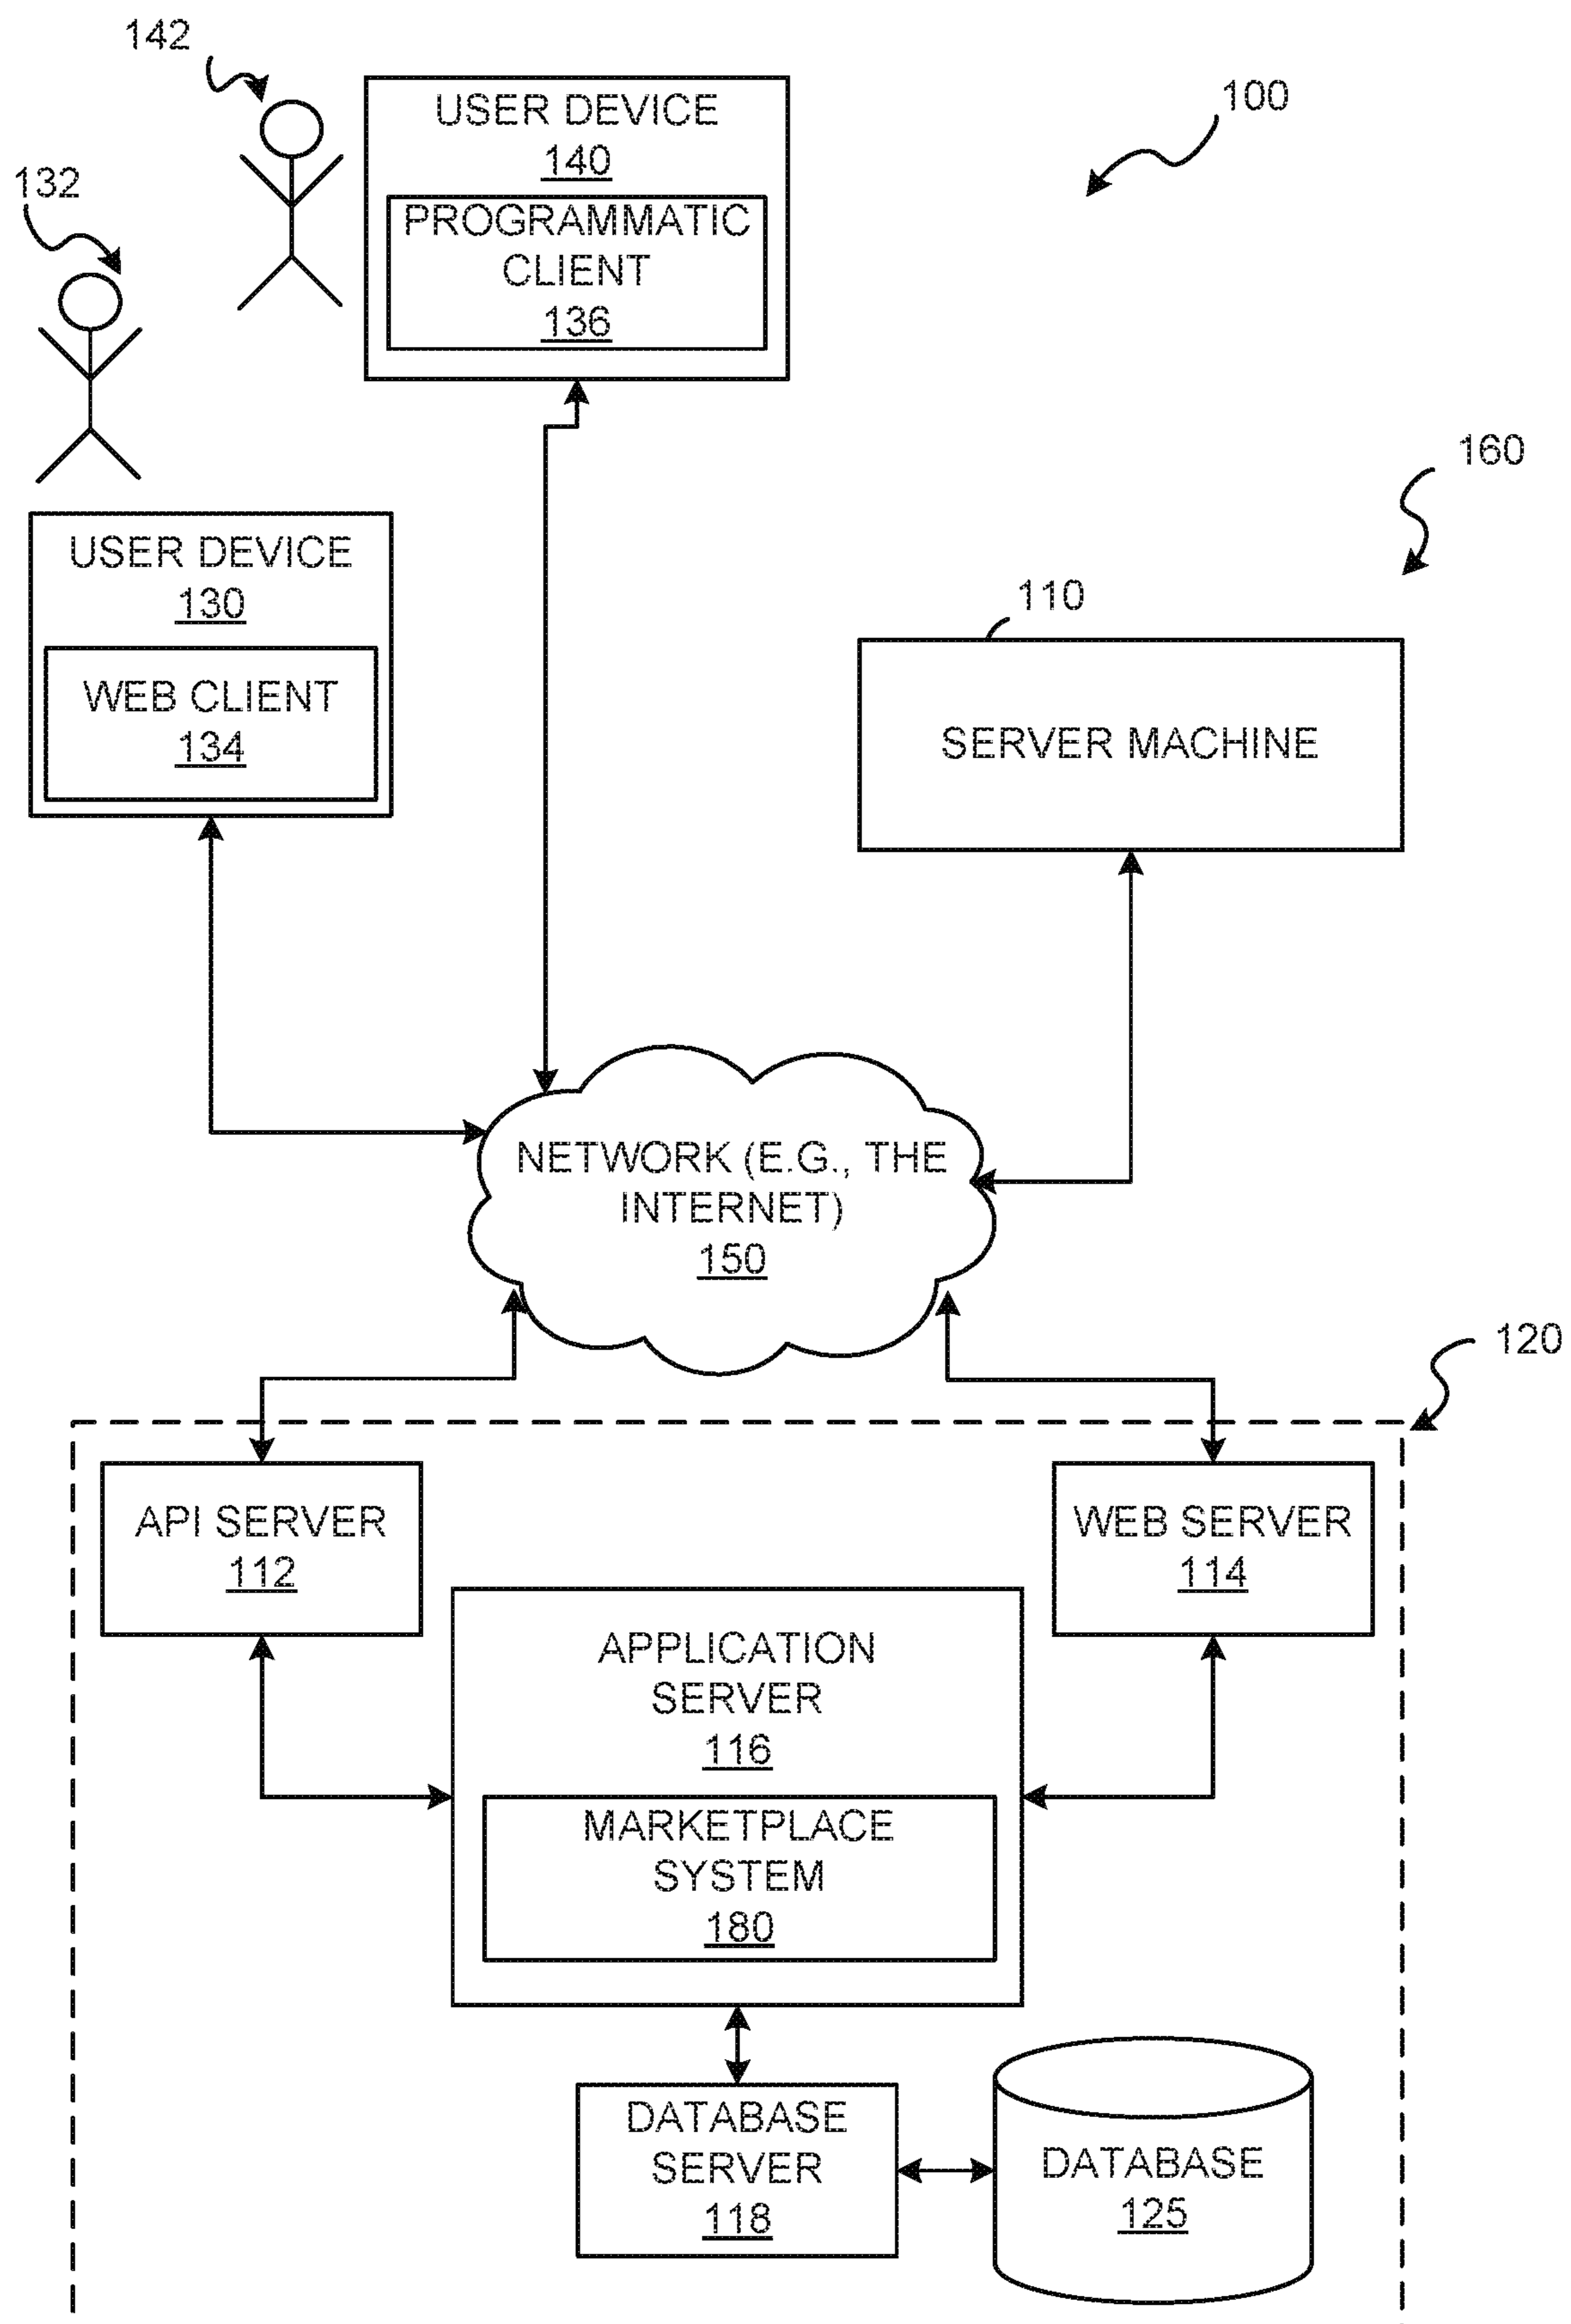 142
USER DEVICE
140
PROGRAMMATIC
CLIENT
136
100
132
160
USER DEVICE
130
WEB CLIENT
134
110
SERVER MACHINE
NETWORK (E.G., THE
INTERNET)
150
120
API SERVER
112
WEB SERVER
114
APPLICATION
SERVER
116
MARKETPLACE
SYSTEM
180
DATABASE
SERVER
118
DATABASE
125